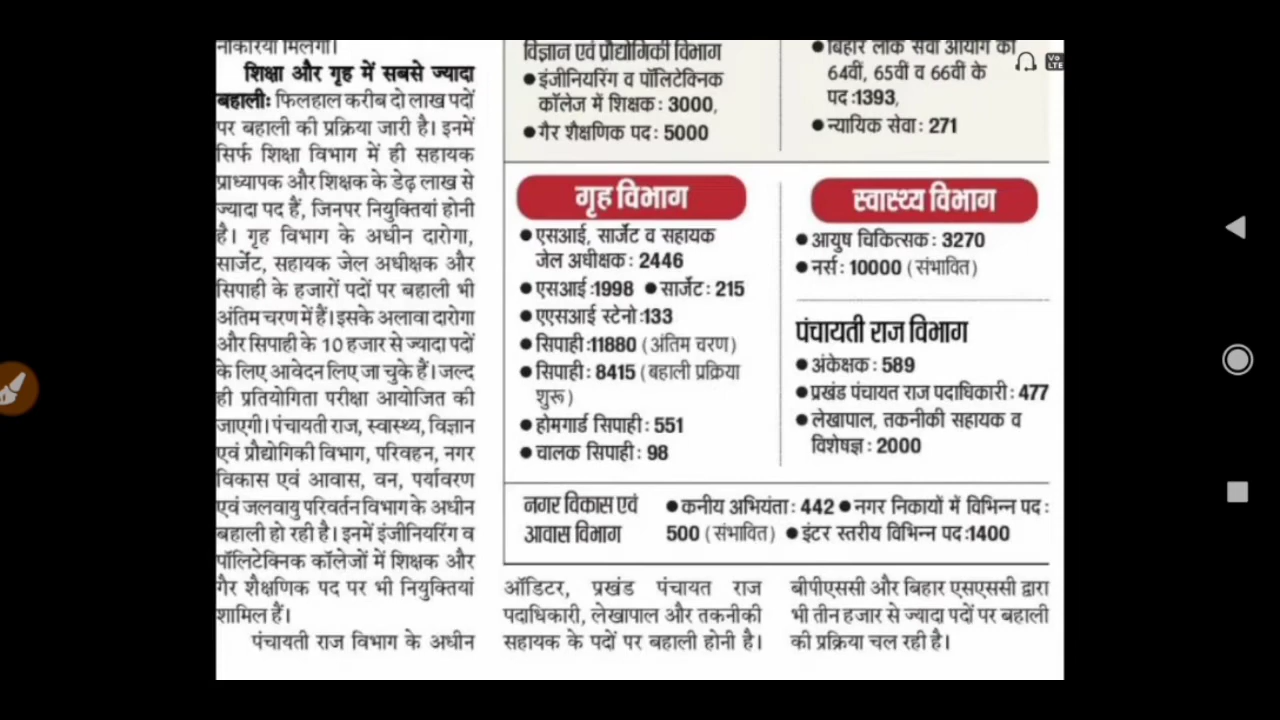 नौकरियां मिलेंगी।
शिक्षा और गृह में सबसे ज्यादा
बहालीः फिलहाल करीब दो लाख पदों
पर बहाली की प्रक्रिया जारी है। इनमें
सिर्फ शिक्षा विभाग में ही सहायक
प्राध्यापक और शिक्षक के डेढ़ लाख से
ज्यादा पद हैं, जिनपर नियुक्तियां होनी
है। गृह विभाग के अधीन दारोगा,
सार्जेंट, सहायक जेल अधीक्षक और
सिपाही के हजारों पदों पर बहाली भी
अंतिम चरण में हैं। इसके अलावा दारोगा
और सिपाही के 10 हजार से ज्यादा पदों
के लिए आवेदन लिए जा चुके हैं। जल्द
ही प्रतियोगिता परीक्षा आयोजित की
जाएगी। पंचायती राज, स्वास्थ्य, विज्ञान
एवं प्रौद्योगिकी विभाग, परिवहन, नगर
विकास एवं आवास, वन, पर्यावरण
एवं जलवायु परिवर्तन विभाग के अधीन
बहाली हो रही है। इनमें इंजीनियरिंग व
पॉलिटेक्निक कॉलेजों में शिक्षक और
गैर शैक्षणिक पद पर भी नियुक्तियां
शामिल हैं।
पंचायती राज विभाग के अधीन
विज्ञान एवं प्रौद्योगिकी विभाग
●इंजीनियरिंग व पॉलिटेक्निक
कॉलेज में शिक्षक : 3000,
●गैर शैक्षणिक पद : 5000
●बिहार लोक सेवा आयोग की
64वीं, 65वीं व 66वीं के
पद :1393,
●न्यायिक सेवा : 271
गृह विभाग
●एसआई, सार्जेंट व सहायक
जेल अधीक्षक : 2446
●एसआई :1998 ●सार्जेंट : 215
●एएसआई स्टेनो :133
●सिपाही :11880 (अंतिम चरण)
●सिपाही : 8415 (बहाली प्रक्रिया
शुरू)
●होमगार्ड सिपाही : 551
●चालक सिपाही : 98
स्वास्थ्य विभाग
●आयुष चिकित्सक : 3270
●नर्स : 10000 (संभावित)
पंचायती राज विभाग
●अंकेक्षक : 589
●प्रखंड पंचायत राज पदाधिकारी : 477
●लेखापाल, तकनीकी सहायक व
विशेषज्ञ : 2000
नगर विकास एवं
आवास विभाग
●कनीय अभियंता : 442 ●नगर निकायों में विभिन्न पद :
500 (संभावित) ●इंटर स्तरीय विभिन्न पद :1400
ऑडिटर, प्रखंड पंचायत राज
पदाधिकारी, लेखापाल और तकनीकी
सहायक के पदों पर बहाली होनी है।
बीपीएससी और बिहार एसएससी द्वारा
भी तीन हजार से ज्यादा पदों पर बहाली
की प्रक्रिया चल रही है।
Vo
LTE